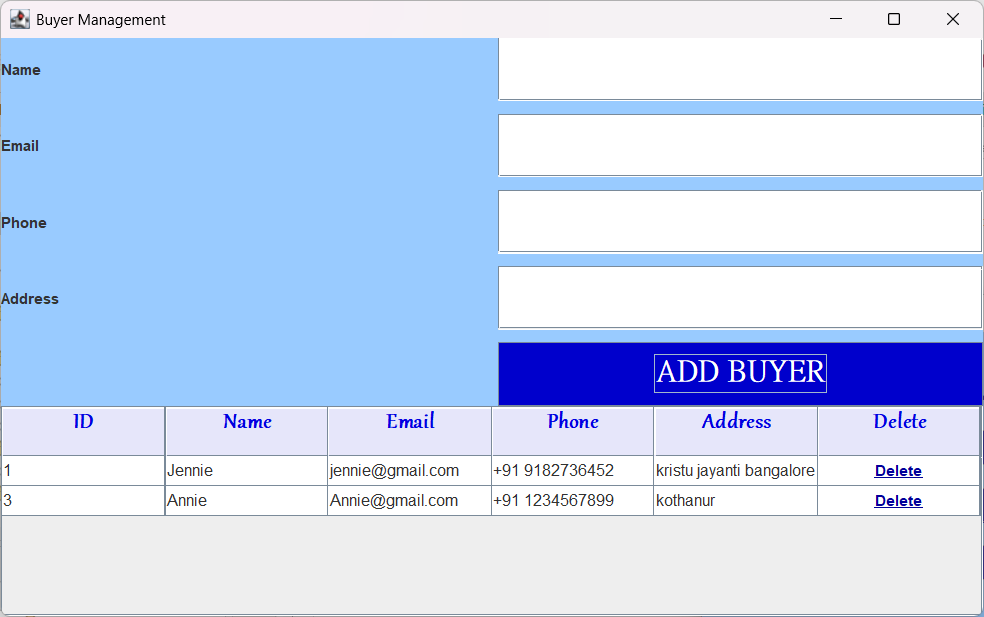 Buyer Management
Name
Email
Phone
Address
ADD BUYER
ID Name Email Phone Address Delete
1 Jennie jennie@gmail.com +91 9182736452 kristu jayanti bangalore Delete
3 Annie Annie@gmail.com +91 1234567899 kothanur Delete